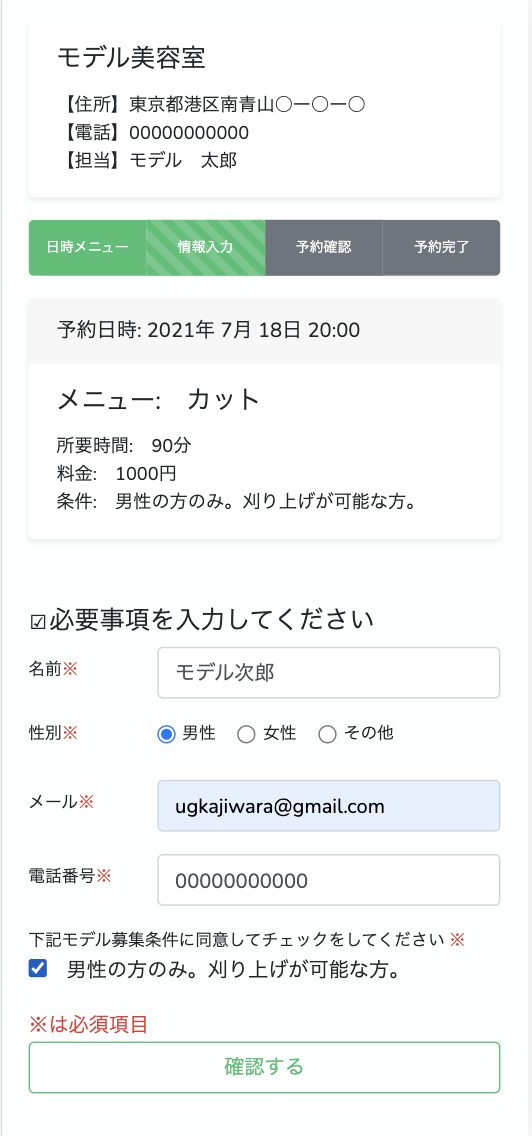 モデル美容室
【住所】東京都港区南青山〇ー〇ー〇
【電話】00000000000
【担当】モデル　太郎
日時メニュー 情報入力 予約確認 予約完了
予約日時: 2021年 7月 18日 20:00
メニュー:　カット
所要時間:　90分
料金:　1000円
条件:　男性の方のみ。刈り上げが可能な方。
☑必要事項を入力してください
名前※ モデル次郎
性別※ 男性 女性 その他
メール※ ugkajiwara@gmail.com
電話番号※ 00000000000
下記モデル募集条件に同意してチェックをしてください ※
男性の方のみ。刈り上げが可能な方。
※は必須項目
確認する